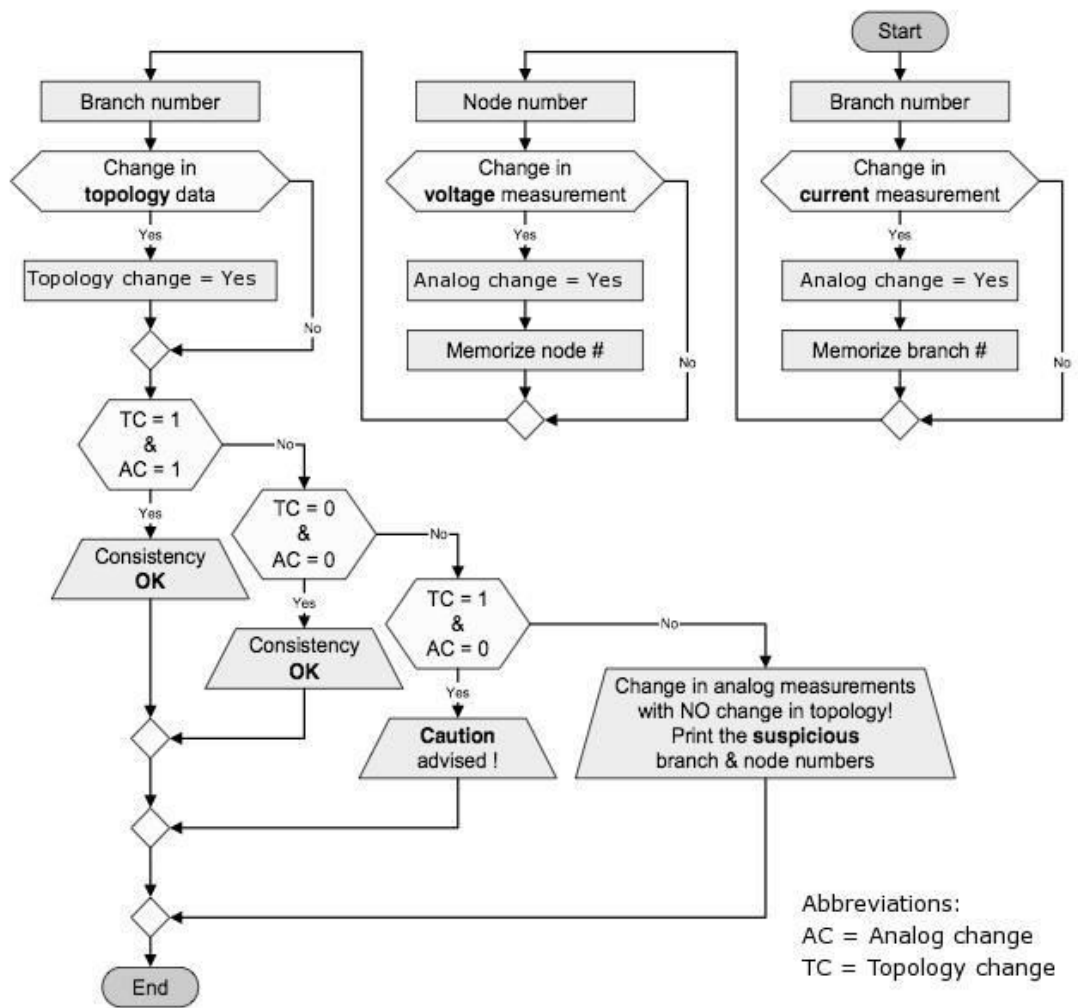 Start
Branch number
Change in
current measurement
Yes
No
Analog change = Yes
Memorize branch #
Node number
Change in
voltage measurement
Yes
No
Analog change = Yes
Memorize node #
Branch number
Change in
topology data
Yes
No
Topology change = Yes
TC = 1
&
AC = 1
No
Yes
Consistency
OK
TC = 0
&
AC = 0
No
Yes
Consistency
OK
TC = 1
&
AC = 0
No
Yes
Caution
advised !
Change in analog measurements
with NO change in topology!
Print the suspicious
branch & node numbers
End
Abbreviations:
AC = Analog change
TC = Topology change